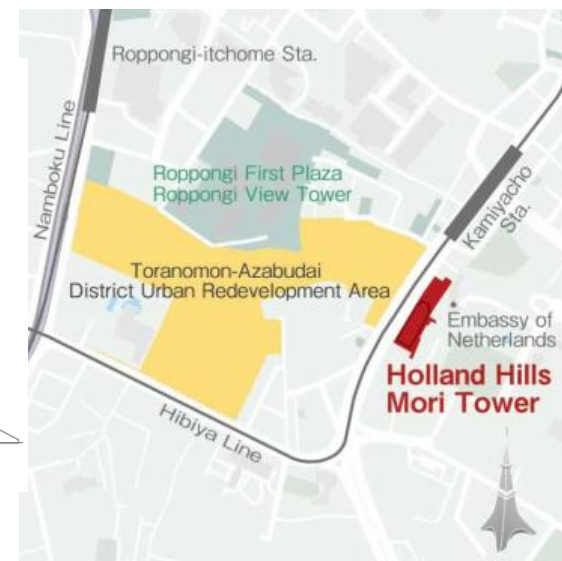 Roppongi-itchome Sta.
Namboku Line
Roppongi First Plaza
Roppongi View Tower
Kamiyacho
Sta.
Toranomon-Azabudai
District Urban Redevelopment Area
Embassy of
Netherlands
Holland Hills
Mori Tower
Hibiya Line